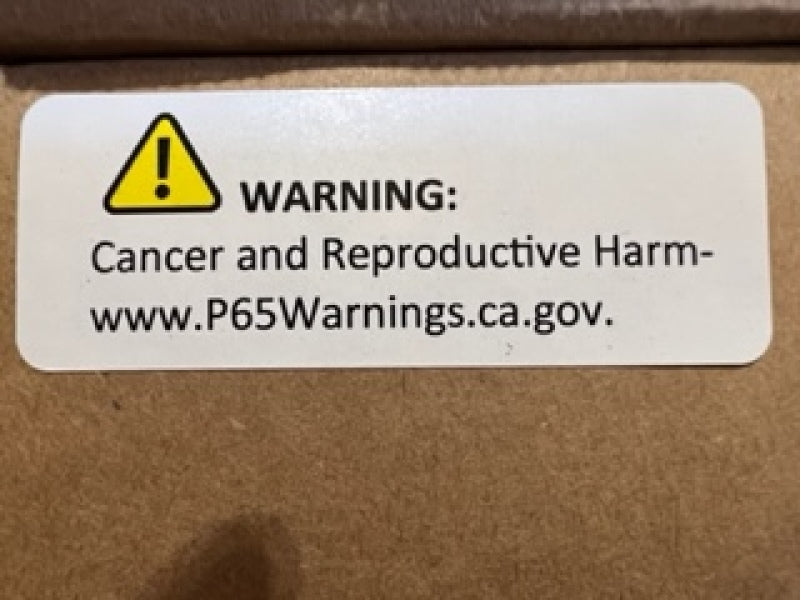 WARNING:
Cancer and Reproductive Harm-
www.P65Warnings.ca.gov.